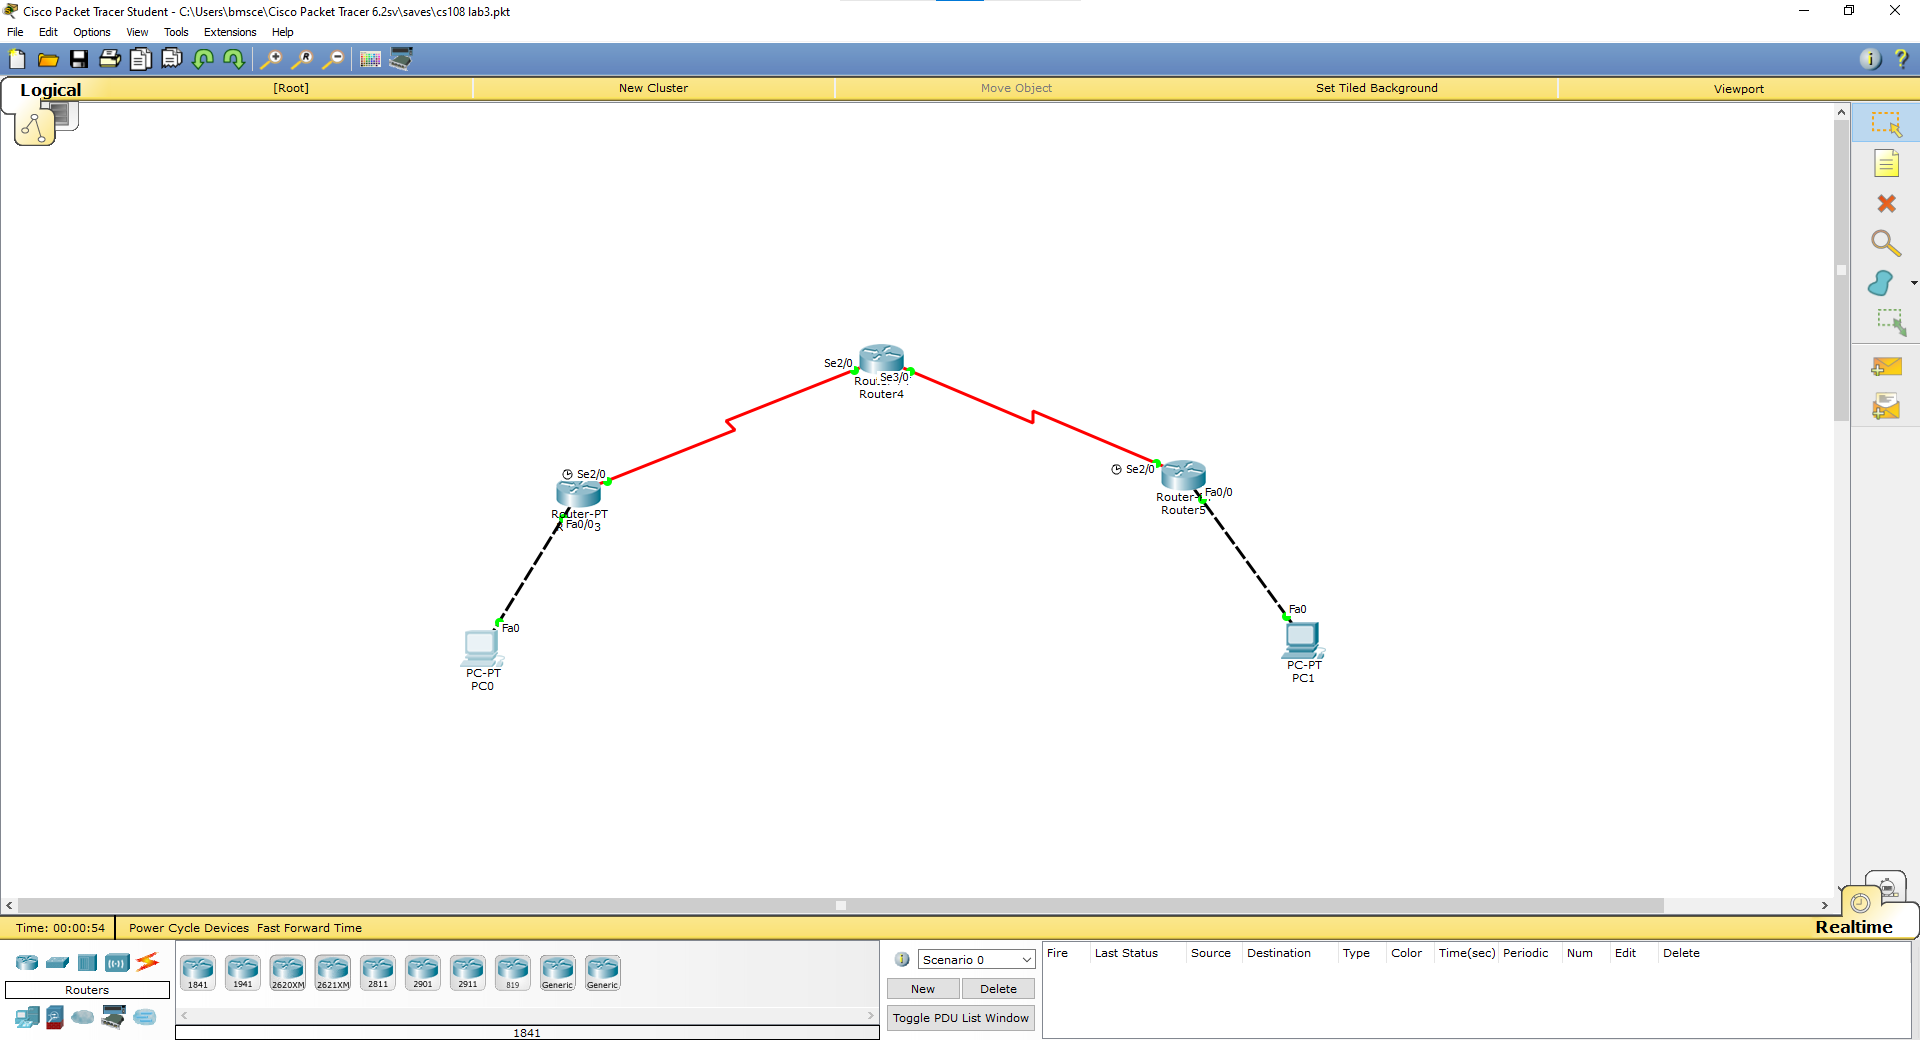 Cisco Packet Tracer Student - C:\Users\bmsce\Cisco Packet Tracer 6.2sv\saves\cs108 lab3.pkt
File Edit Options View Tools Extensions Help
Logical [Root] New Cluster Move Object Set Tiled Background Viewport
Se2/0
Se3/0
Router4
Se2/0
Router-PT
Fa0/0 3
Se2/0
Fa0/0
Router5
Fa0
PC-PT
PC0
Fa0
PC-PT
PC1
Time: 00:00:54 Power Cycle Devices Fast Forward Time
Realtime
Routers
1841 1941 2620XM 2621XM 2811 2901 2911 819 Generic Generic
1841
Scenario 0
New Delete
Toggle PDU List Window
Fire Last Status Source Destination Type Color Time(sec) Periodic Num Edit Delete